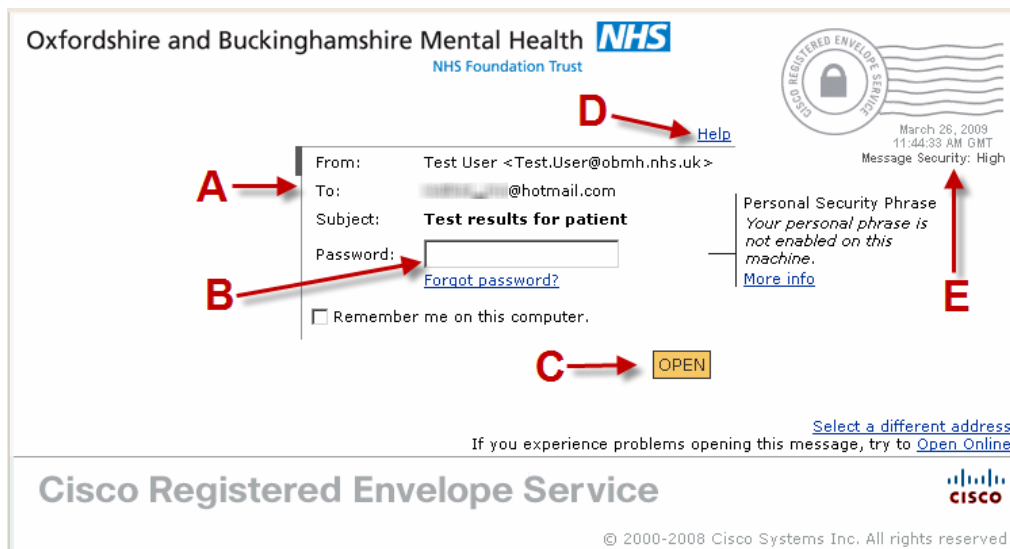 Oxfordshire and Buckinghamshire Mental Health NHS
NHS Foundation Trust
CISCO REGISTERED ENVELOPE SERVICE
March 26, 2009
11:44:33 AM GMT
Message Security: High
D
Help
A
From: Test User <Test.User@obmh.nhs.uk>
To: @hotmail.com
Subject: Test results for patient
Password:
Forgot password?
B
Remember me on this computer.
Personal Security Phrase
Your personal phrase is
not enabled on this
machine.
More info
E
C
OPEN
Select a different address
If you experience problems opening this message, try to Open Online
Cisco Registered Envelope Service
CISCO
© 2000-2008 Cisco Systems Inc. All rights reserved